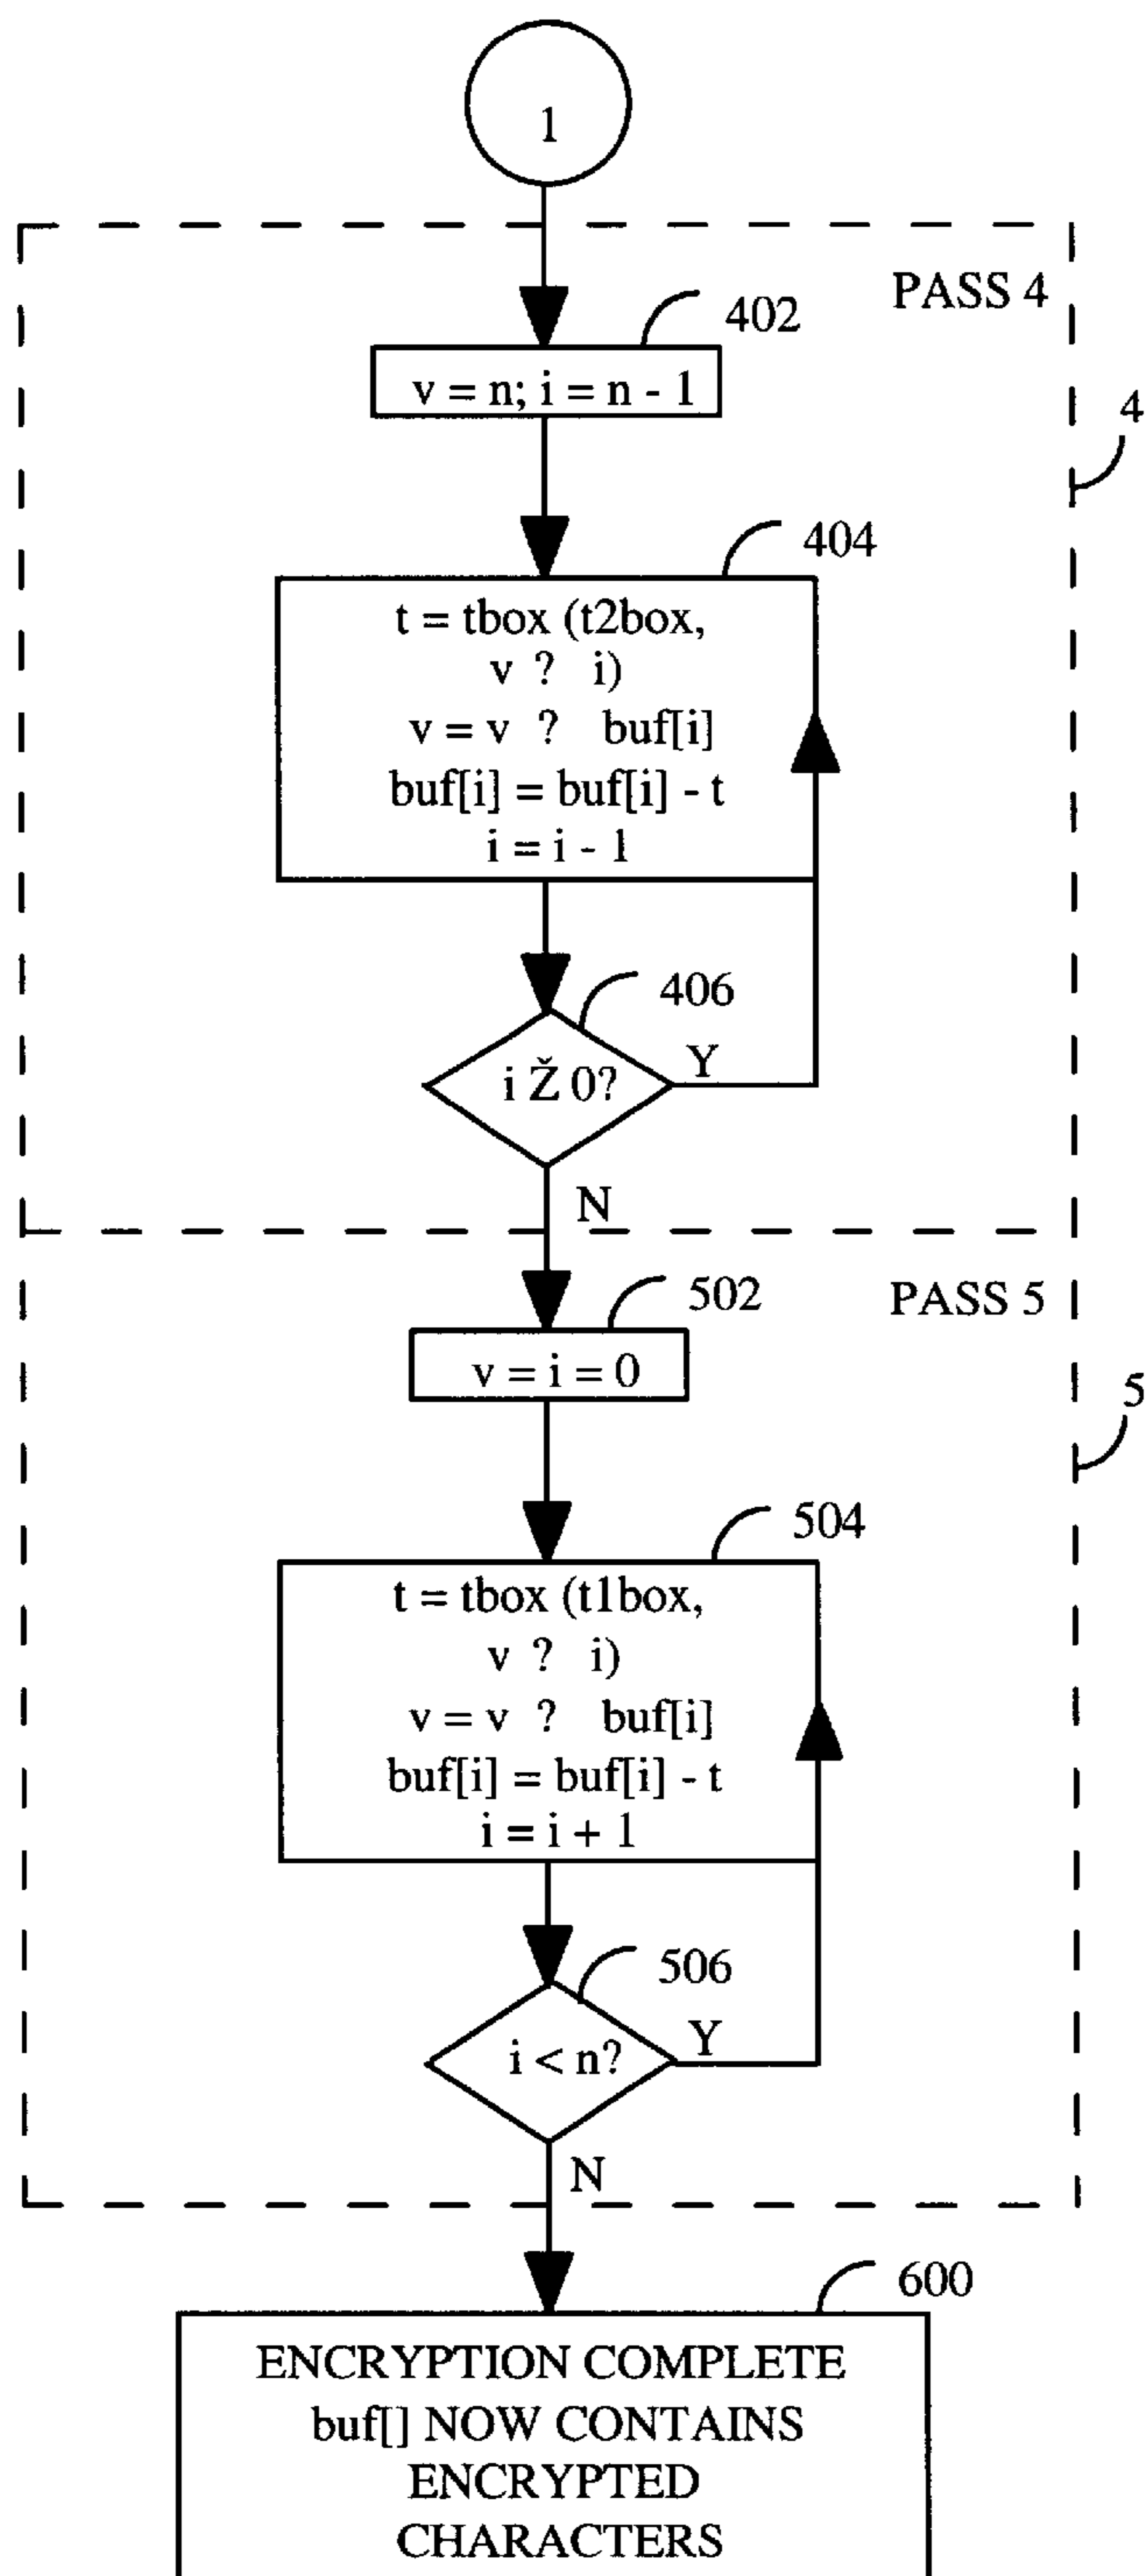 1
PASS 4
402
v = n; i = n - 1
4
404
t = tbox (t2box,
v ? i)
v = v ? buf[i]
buf[i] = buf[i] - t
i = i - 1
406
i Ž 0?
Y
N
502
PASS 5
v = i = 0
5
504
t = tbox (t1box,
v ? i)
v = v ? buf[i]
buf[i] = buf[i] - t
i = i + 1
506
i < n?
Y
N
600
ENCRYPTION COMPLETE
buf[] NOW CONTAINS
ENCRYPTED
CHARACTERS